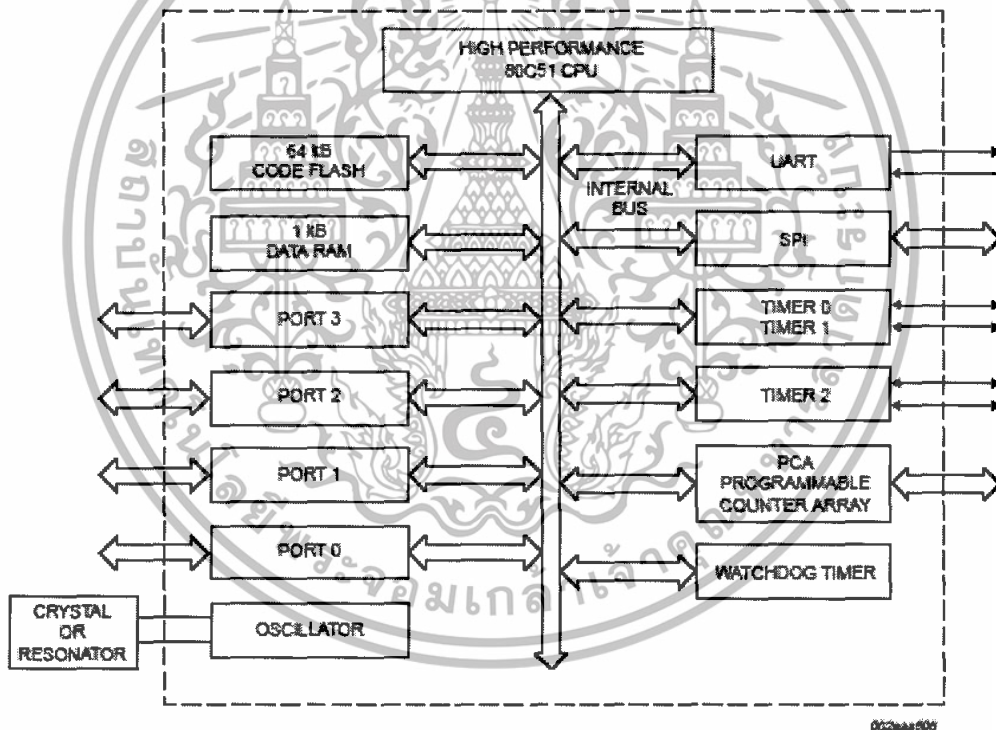 HIGH PERFORMANCE
80C51 CPU
64 kB
CODE FLASH
UART
INTERNAL
BUS
1 kB
DATA RAM
SPI
PORT 3
TIMER 0
TIMER 1
PORT 2
TIMER 2
PORT 1
PCA
PROGRAMMABLE
COUNTER ARRAY
PORT 0
WATCHDOG TIMER
CRYSTAL
OR
RESONATOR
OSCILLATOR